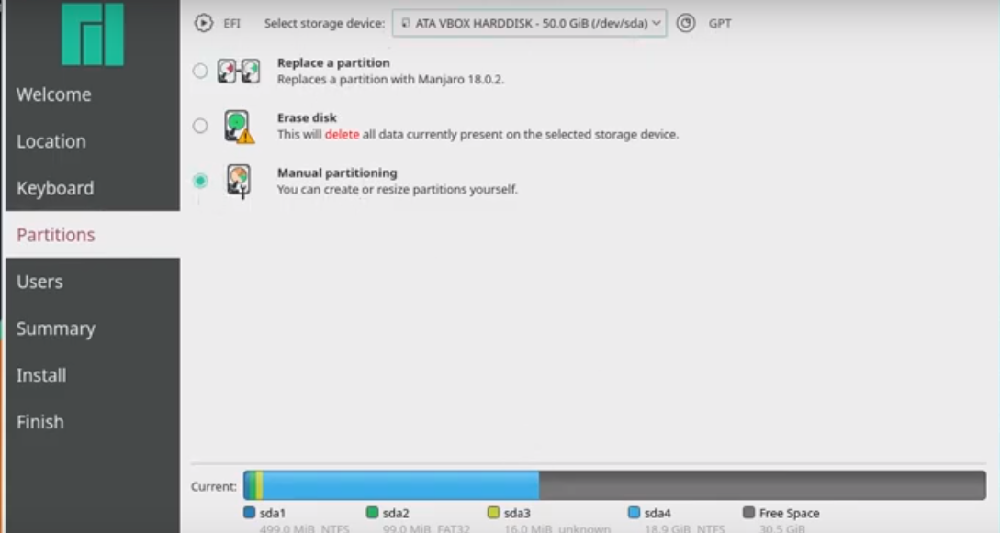 EFI Select storage device: ATA VBOX HARDDISK - 50.0 GiB (/dev/sda) GPT
Replace a partition
Replaces a partition with Manjaro 18.0.2.
Erase disk
This will delete all data currently present on the selected storage device.
Manual partitioning
You can create or resize partitions yourself.
Welcome
Location
Keyboard
Partitions
Users
Summary
Install
Finish
Current:
sda1 sda2 sda3 sda4 Free Space
499.0 MiB NTFS 99.0 MiB FAT32 16.0 MiB unknown 18.9 GiB NTFS 30.5 GiB